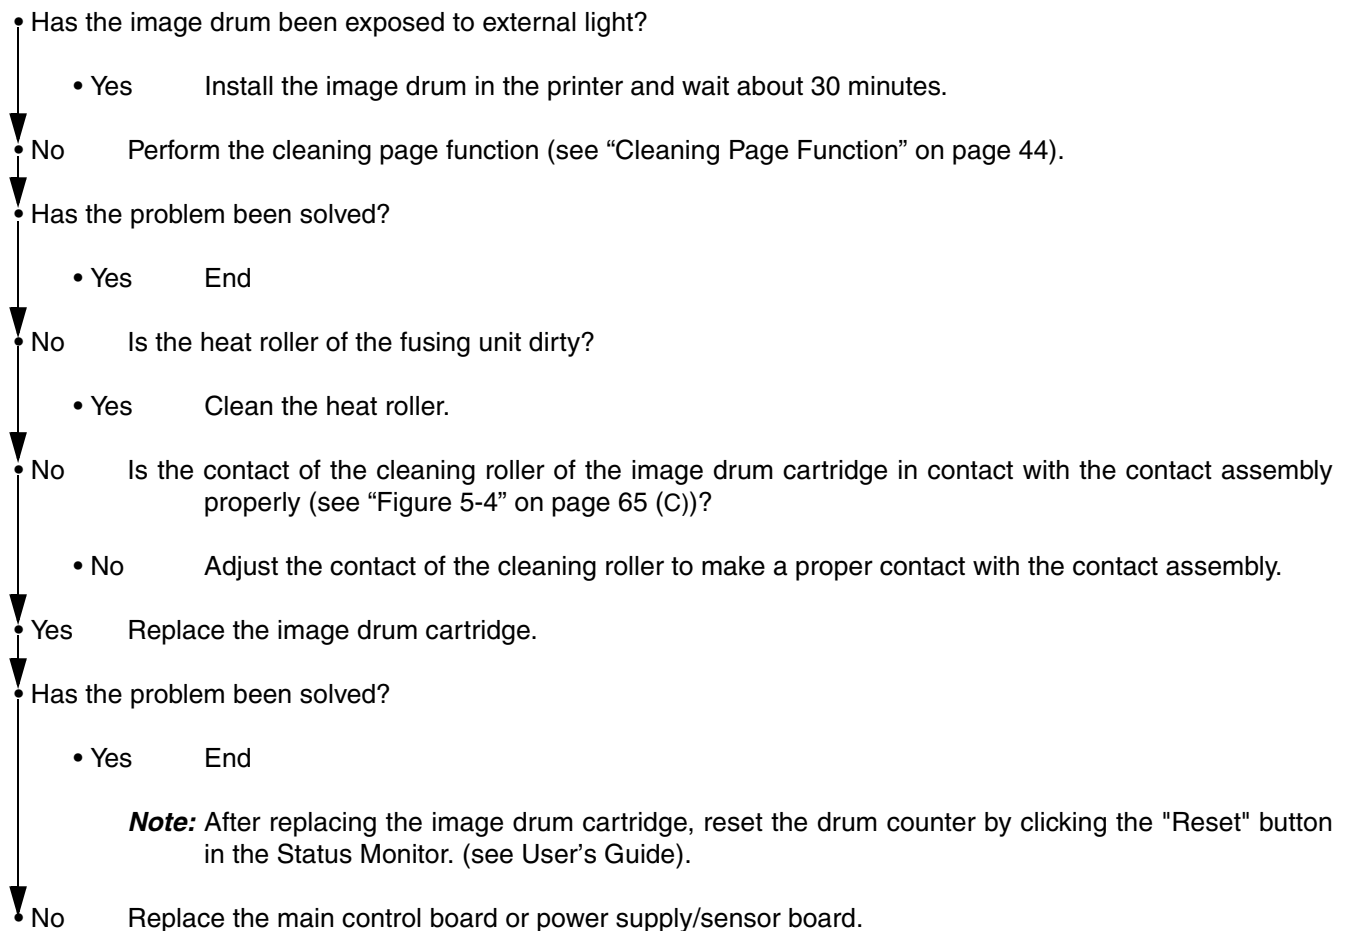 • Has the image drum been exposed to external light?
• Yes Install the image drum in the printer and wait about 30 minutes.
• No Perform the cleaning page function (see “Cleaning Page Function” on page 44).
• Has the problem been solved?
• Yes End
• No Is the heat roller of the fusing unit dirty?
• Yes Clean the heat roller.
• No Is the contact of the cleaning roller of the image drum cartridge in contact with the contact assembly
properly (see “Figure 5-4” on page 65 (C))?
• No Adjust the contact of the cleaning roller to make a proper contact with the contact assembly.
• Yes Replace the image drum cartridge.
• Has the problem been solved?
• Yes End
Note: After replacing the image drum cartridge, reset the drum counter by clicking the "Reset" button
in the Status Monitor. (see User’s Guide).
• No Replace the main control board or power supply/sensor board.